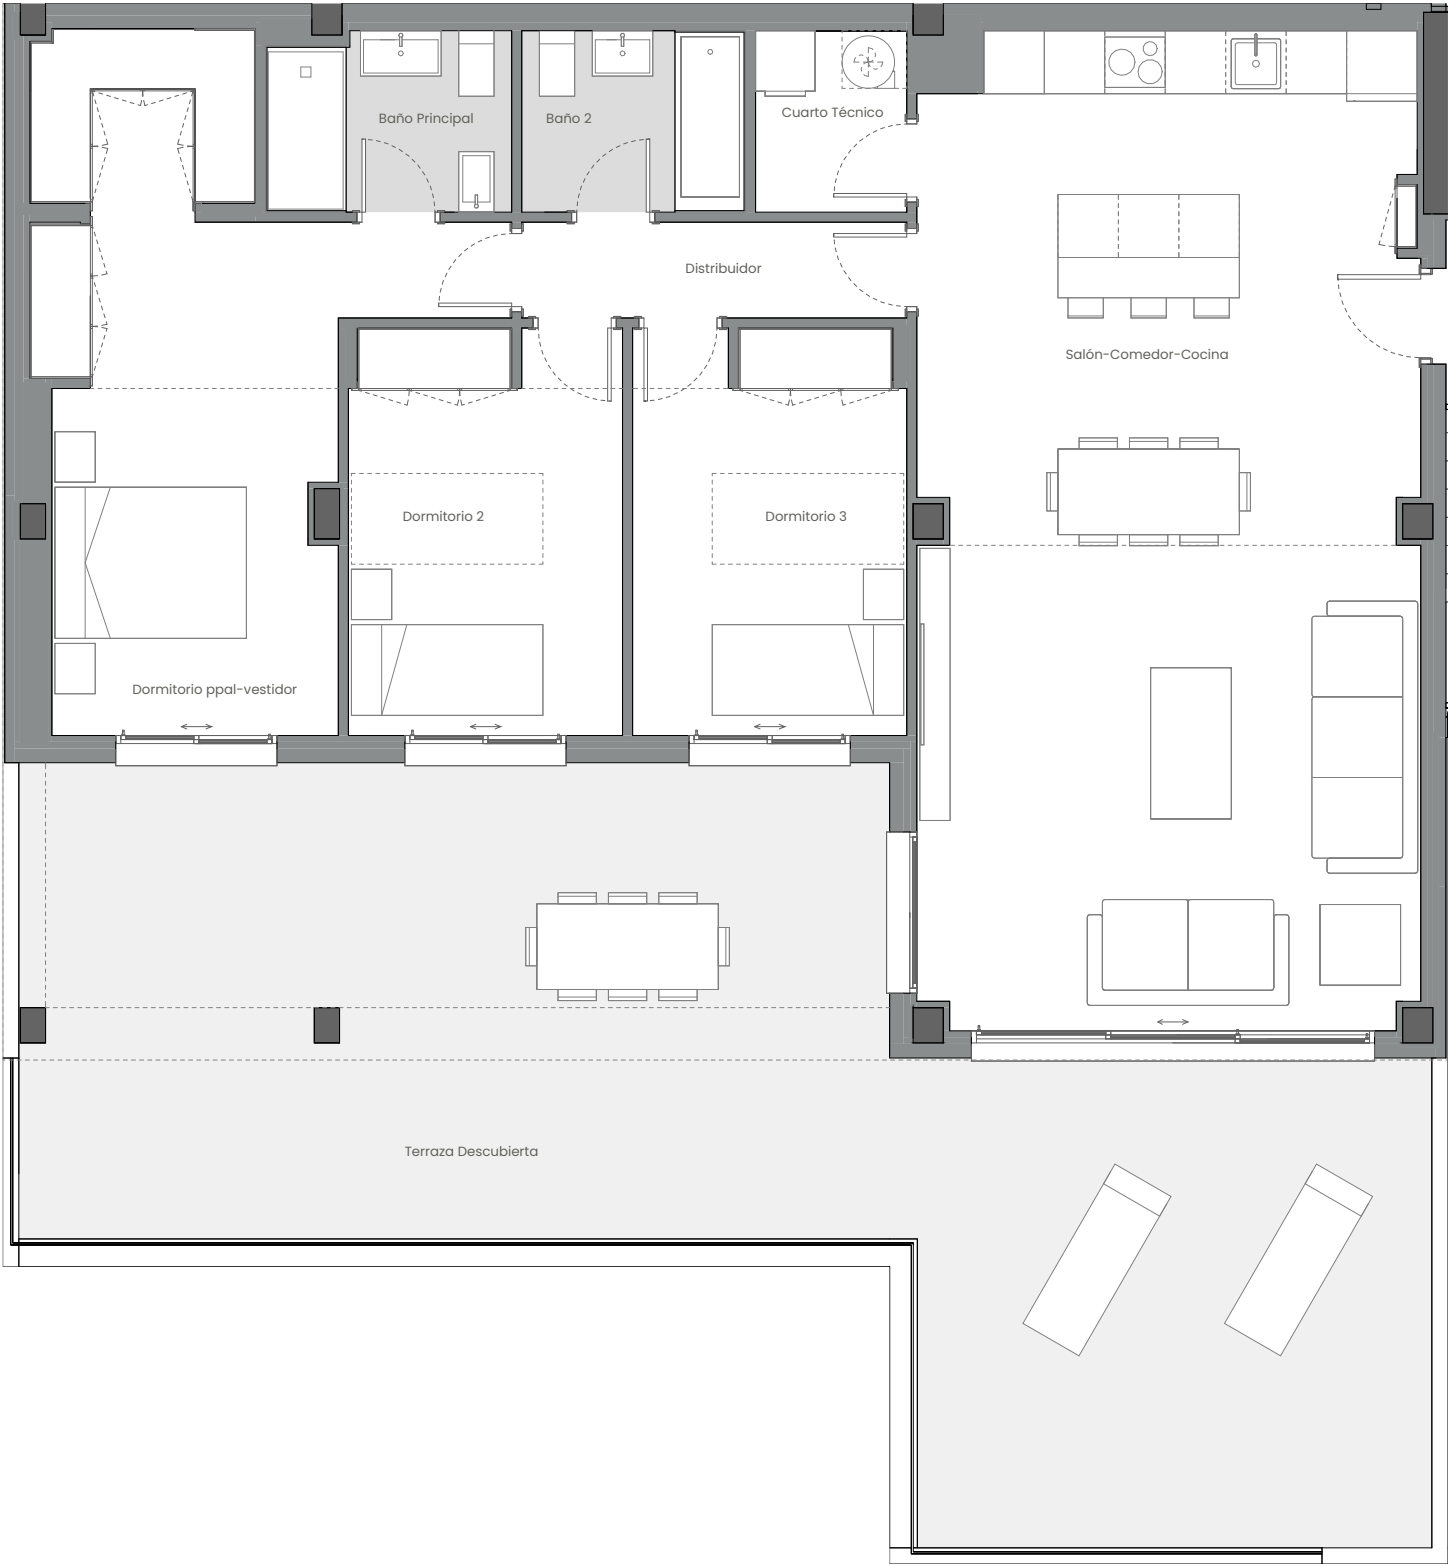 Cuarto Técnico
Baño Principal
Baño 2
Distribuidor
Salón-Comedor-Cocina
Dormitorio 2
Dormitorio 3
Dormitorio ppal-vestidor
Terraza Descubierta